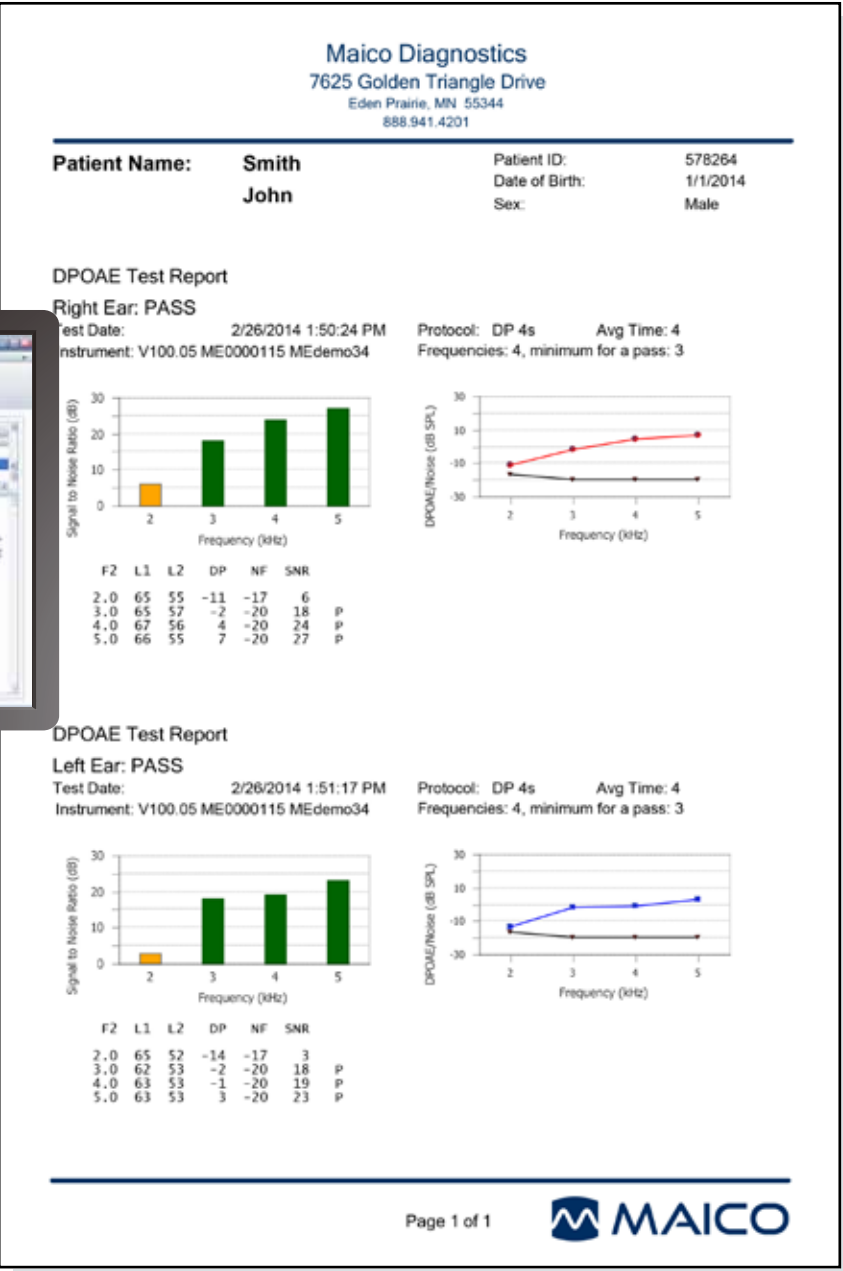 Maico Diagnostics
7625 Golden Triangle Drive
Eden Prairie, MN 55344
888.941.4201
Patient Name: Smith
John
Patient ID: 578264
Date of Birth: 1/1/2014
Sex: Male
DPOAE Test Report
Right Ear: PASS
Test Date: 2/26/2014 1:50:24 PM Protocol: DP 4s Avg Time: 4
Instrument: V100.05 ME0000115 MEdemo34 Frequencies: 4, minimum for a pass: 3
Signal to Noise Ratio (dB)
30
20
10
0
2 3 4 5
Frequency (kHz)
DPOAE/Noise (dB SPL)
30
10
-10
-30
2 3 4 5
Frequency (kHz)
F2 L1 L2 DP NF SNR
2.0 65 55 -11 -17 6
3.0 65 57 -2 -20 18 P
4.0 67 56 4 -20 24 P
5.0 66 55 7 -20 27 P
DPOAE Test Report
Left Ear: PASS
Test Date: 2/26/2014 1:51:17 PM Protocol: DP 4s Avg Time: 4
Instrument: V100.05 ME0000115 MEdemo34 Frequencies: 4, minimum for a pass: 3
Signal to Noise Ratio (dB)
30
20
10
0
2 3 4 5
Frequency (kHz)
DPOAE/Noise (dB SPL)
30
10
-10
-30
2 3 4 5
Frequency (kHz)
F2 L1 L2 DP NF SNR
2.0 65 52 -14 -17 3
3.0 62 53 -2 -20 18 P
4.0 63 53 -1 -20 19 P
5.0 63 53 3 -20 23 P
Page 1 of 1
MAICO